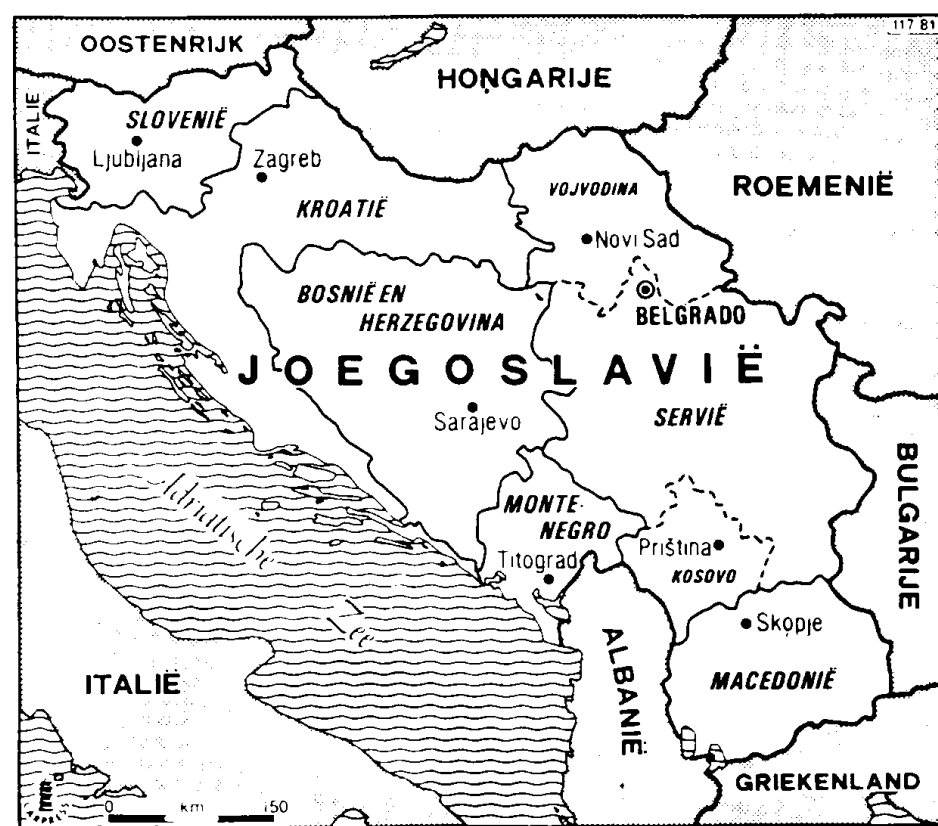 117 81
OOSTENRIJK
HONGARIJE
ITALIË
SLOVENIË
Ljubljana
Zagreb
VOJVODINA
ROEMENIË
KROATIË
Novi Sad
BOSNIË EN
HERZEGOVINA
BELGRADO
JOEGOSLAVIË
Sarajevo
SERVIË
BULGARIJE
Adriatische
Zee
MONTE-
NEGRO
Titograd
Priština
KOSOVO
Skopje
ALBANIË
ITALIË
MACEDONIË
GRIEKENLAND
0 km 150